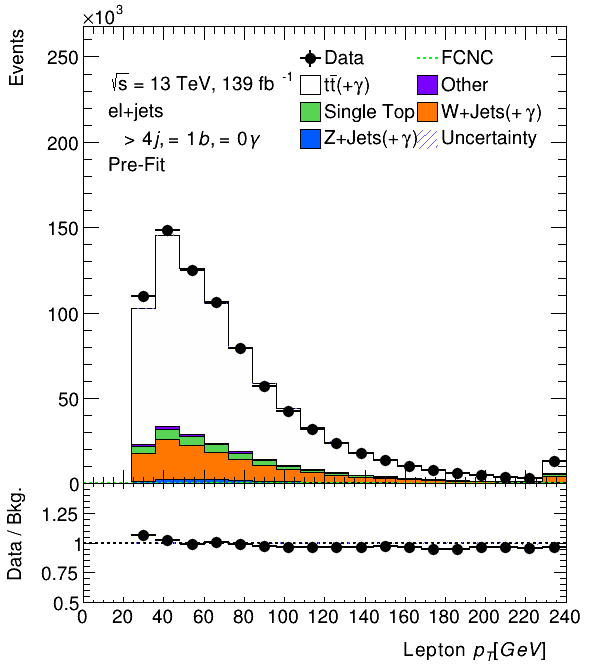 ×10³
Events
250
200
150
100
50
0
Data
FCNC
tt̄(+γ)
Other
Single Top
W+Jets(+γ)
Z+Jets(+γ)
Uncertainty
√s = 13 TeV, 139 fb⁻¹
el+jets
> 4j, = 1b, = 0γ
Pre-Fit
Data / Bkg.
1.25
1
0.75
0.5
0 20 40 60 80 100 120 140 160 180 200 220 240
Lepton p_T[GeV]